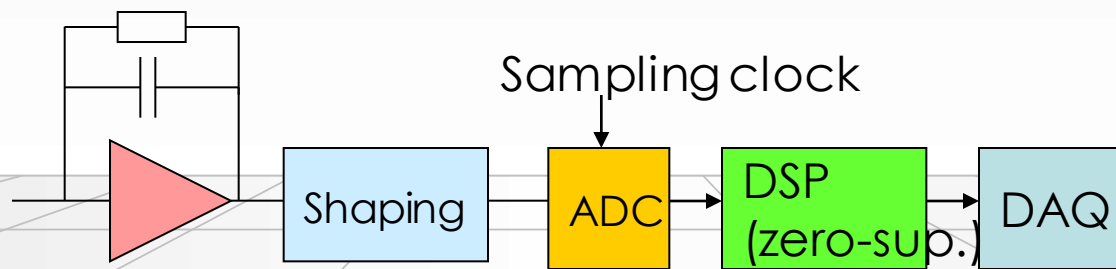 Sampling clock
Shaping
ADC
DSP
(zero-sup.)
DAQ